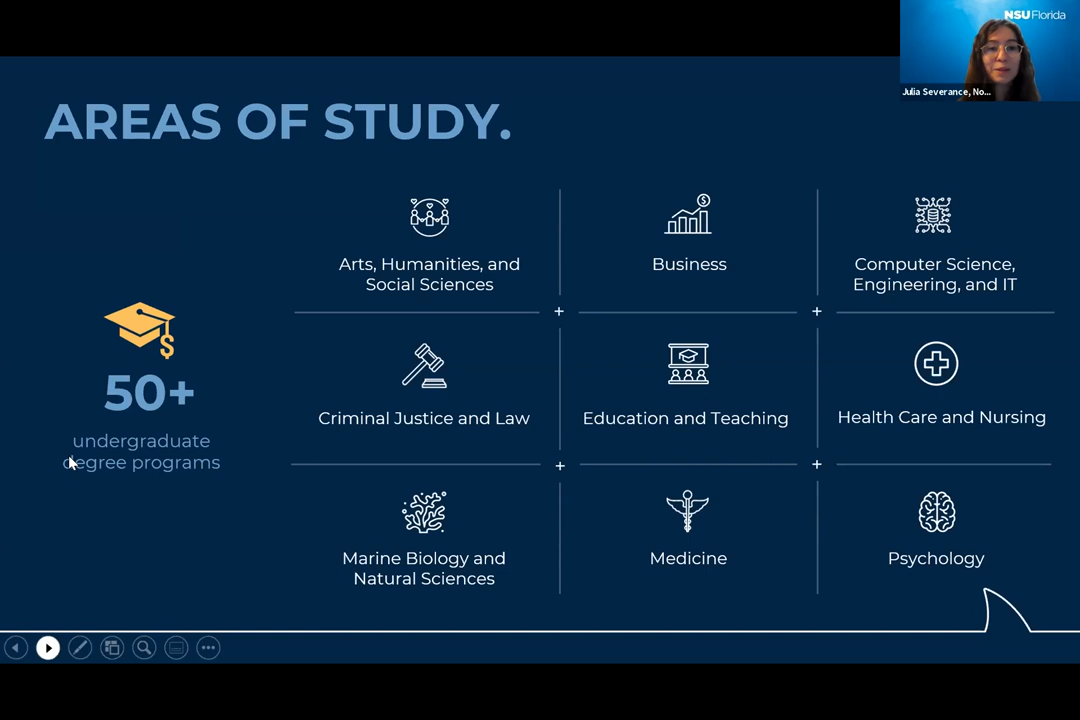 NSUFlorida
Julia Severance, No...
AREAS OF STUDY.
50+
undergraduate
degree programs
Arts, Humanities, and
Social Sciences
Business
Computer Science,
Engineering, and IT
Criminal Justice and Law
Education and Teaching
Health Care and Nursing
Marine Biology and
Natural Sciences
Medicine
Psychology